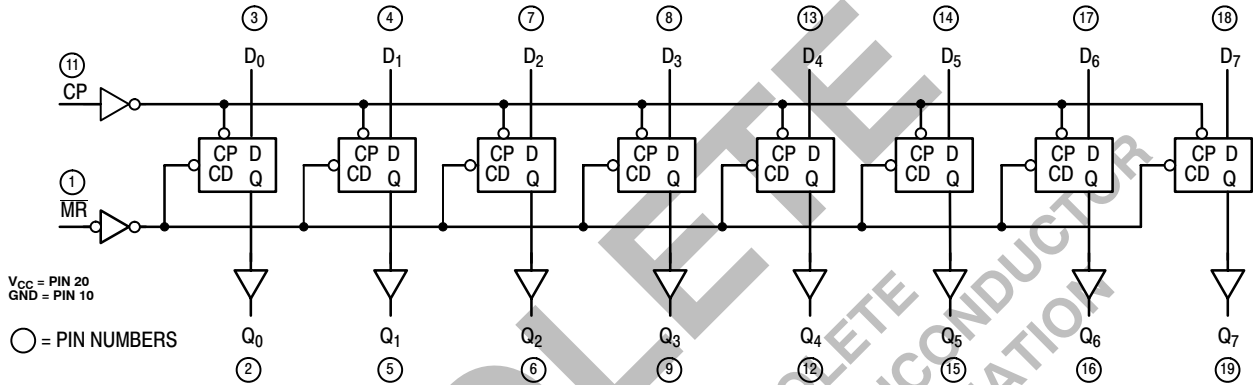 3 4 7 8 13 14 17 18
D0 D1 D2 D3 D4 D5 D6 D7
11
CP
CP D CP D CP D CP D CP D CP D CP D CP D
CD Q CD Q CD Q CD Q CD Q CD Q CD Q CD Q
1
MR
VCC = PIN 20
GND = PIN 10
= PIN NUMBERS
Q0 Q1 Q2 Q3 Q4 Q5 Q6 Q7
2 5 6 9 12 15 16 19